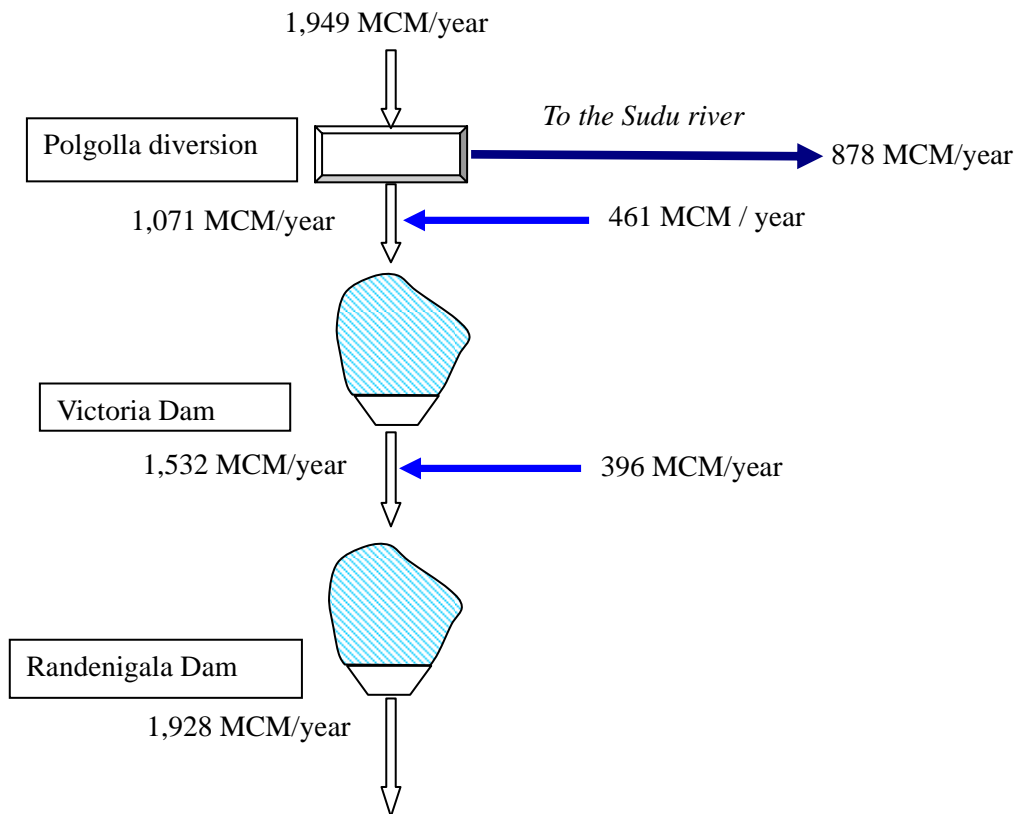 1,949 MCM/year
To the Sudu river
Polgolla diversion
878 MCM/year
1,071 MCM/year
461 MCM / year
Victoria Dam
1,532 MCM/year
396 MCM/year
Randenigala Dam
1,928 MCM/year